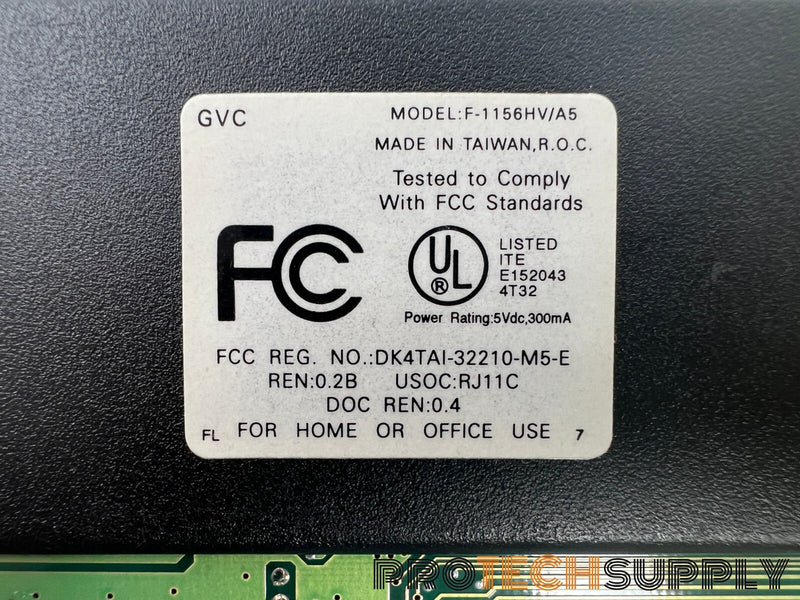 GVC MODEL:F-1156HV/A5
MADE IN TAIWAN,R.O.C.
Tested to Comply
With FCC Standards
FC
UL ®
LISTED
ITE
E152043
4T32
Power Rating:5Vdc,300mA
FCC REG. NO.:DK4TAI-32210-M5-E
REN:0.2B USOC:RJ11C
DOC REN:0.4
FL FOR HOME OR OFFICE USE 7
PROTECHSUPPLY